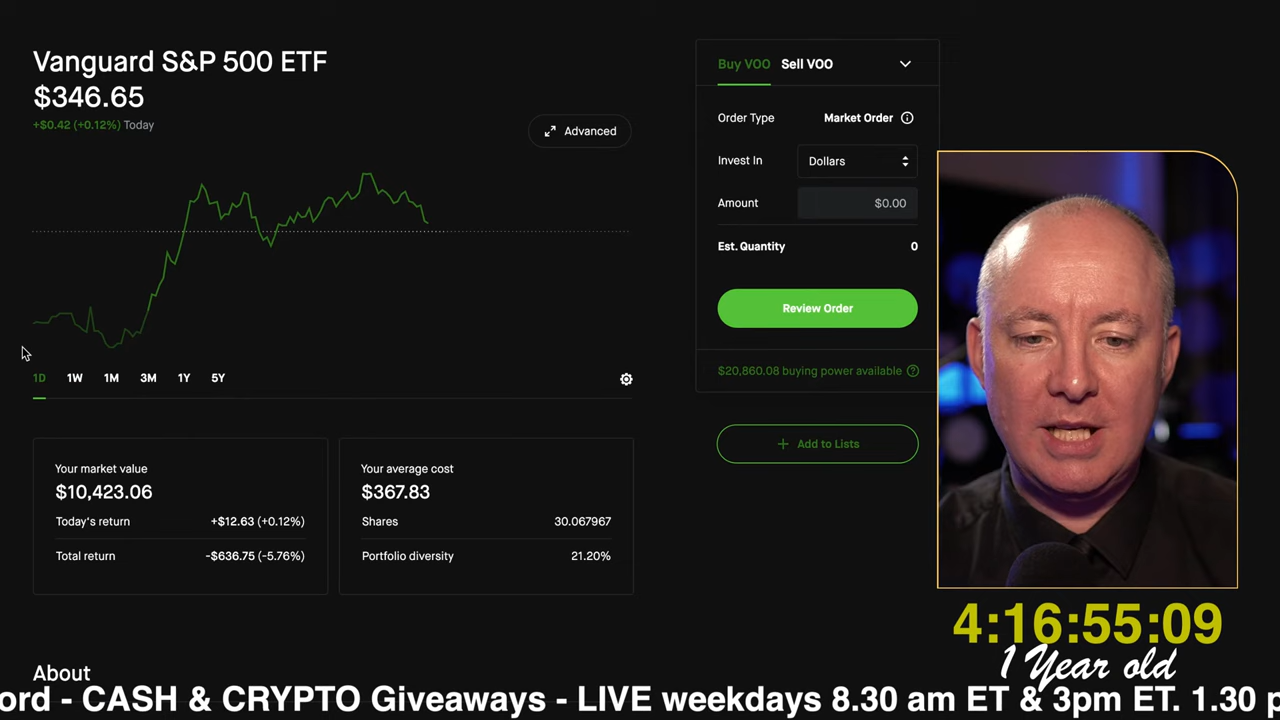 Vanguard S&P 500 ETF
$346.65
+$0.42 (+0.12%) Today
Advanced
1D 1W 1M 3M 1Y 5Y
Your market value
$10,423.06
Today's return +$12.63 (+0.12%)
Total return -$636.75 (-5.76%)
Your average cost
$367.83
Shares 30.067967
Portfolio diversity 21.20%
About
Buy VOO Sell VOO
Order Type Market Order
Invest In Dollars
Amount $0.00
Est. Quantity 0
Review Order
$20,860.08 buying power available
Add to Lists
4:16:55:09
1 Year old
ord - CASH & CRYPTO Giveaways - LIVE weekdays 8.30 am ET & 3pm ET. 1.30 p